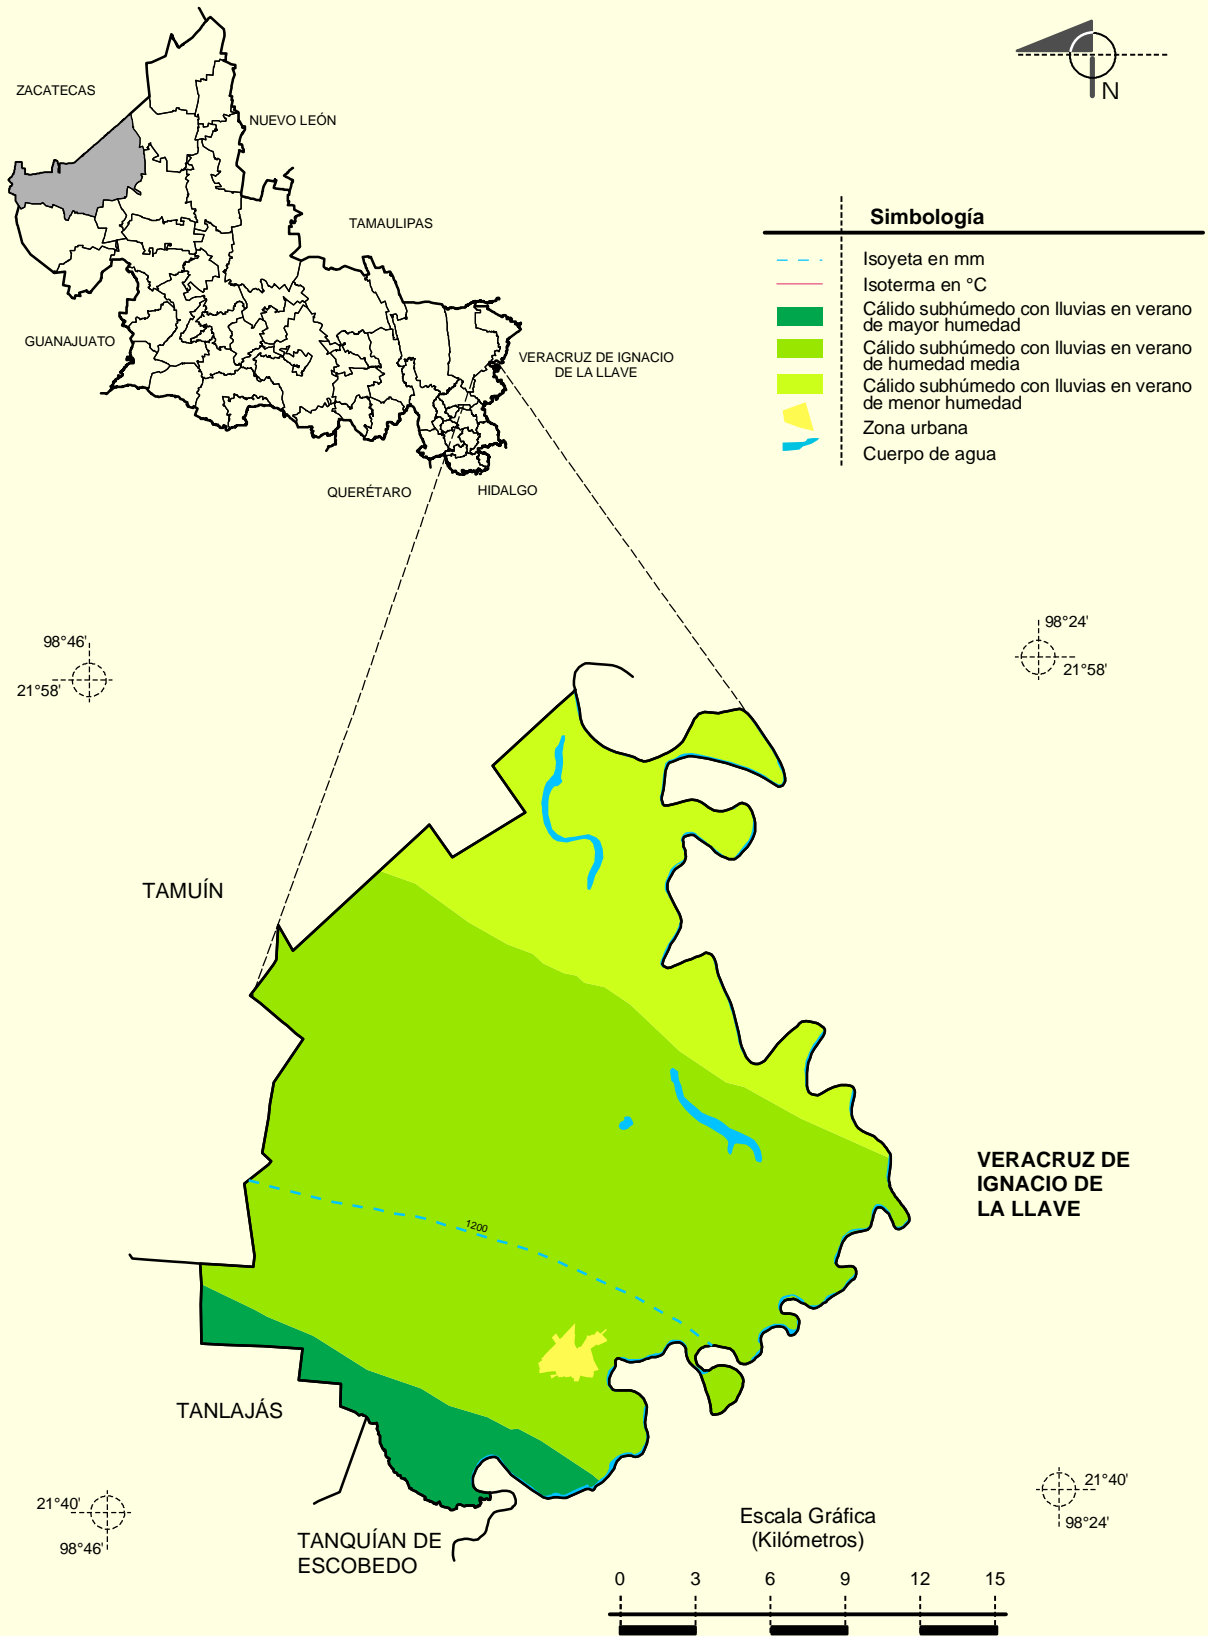 ZACATECAS
NUEVO LEÓN
TAMAULIPAS
GUANAJUATO
VERACRUZ DE IGNACIO
DE LA LLAVE
QUERÉTARO
HIDALGO
N
Simbología
Isoyeta en mm
Isoterma en °C
Cálido subhúmedo con lluvias en verano
de mayor humedad
Cálido subhúmedo con lluvias en verano
de humedad media
Cálido subhúmedo con lluvias en verano
de menor humedad
Zona urbana
Cuerpo de agua
98°46'
21°58'
98°24'
21°58'
TAMUÍN
1200
VERACRUZ DE
IGNACIO DE
LA LLAVE
TANLAJÁS
TANQUÍAN DE
ESCOBEDO
21°40'
98°46'
21°40'
98°24'
Escala Gráfica
(Kilómetros)
0 3 6 9 12 15